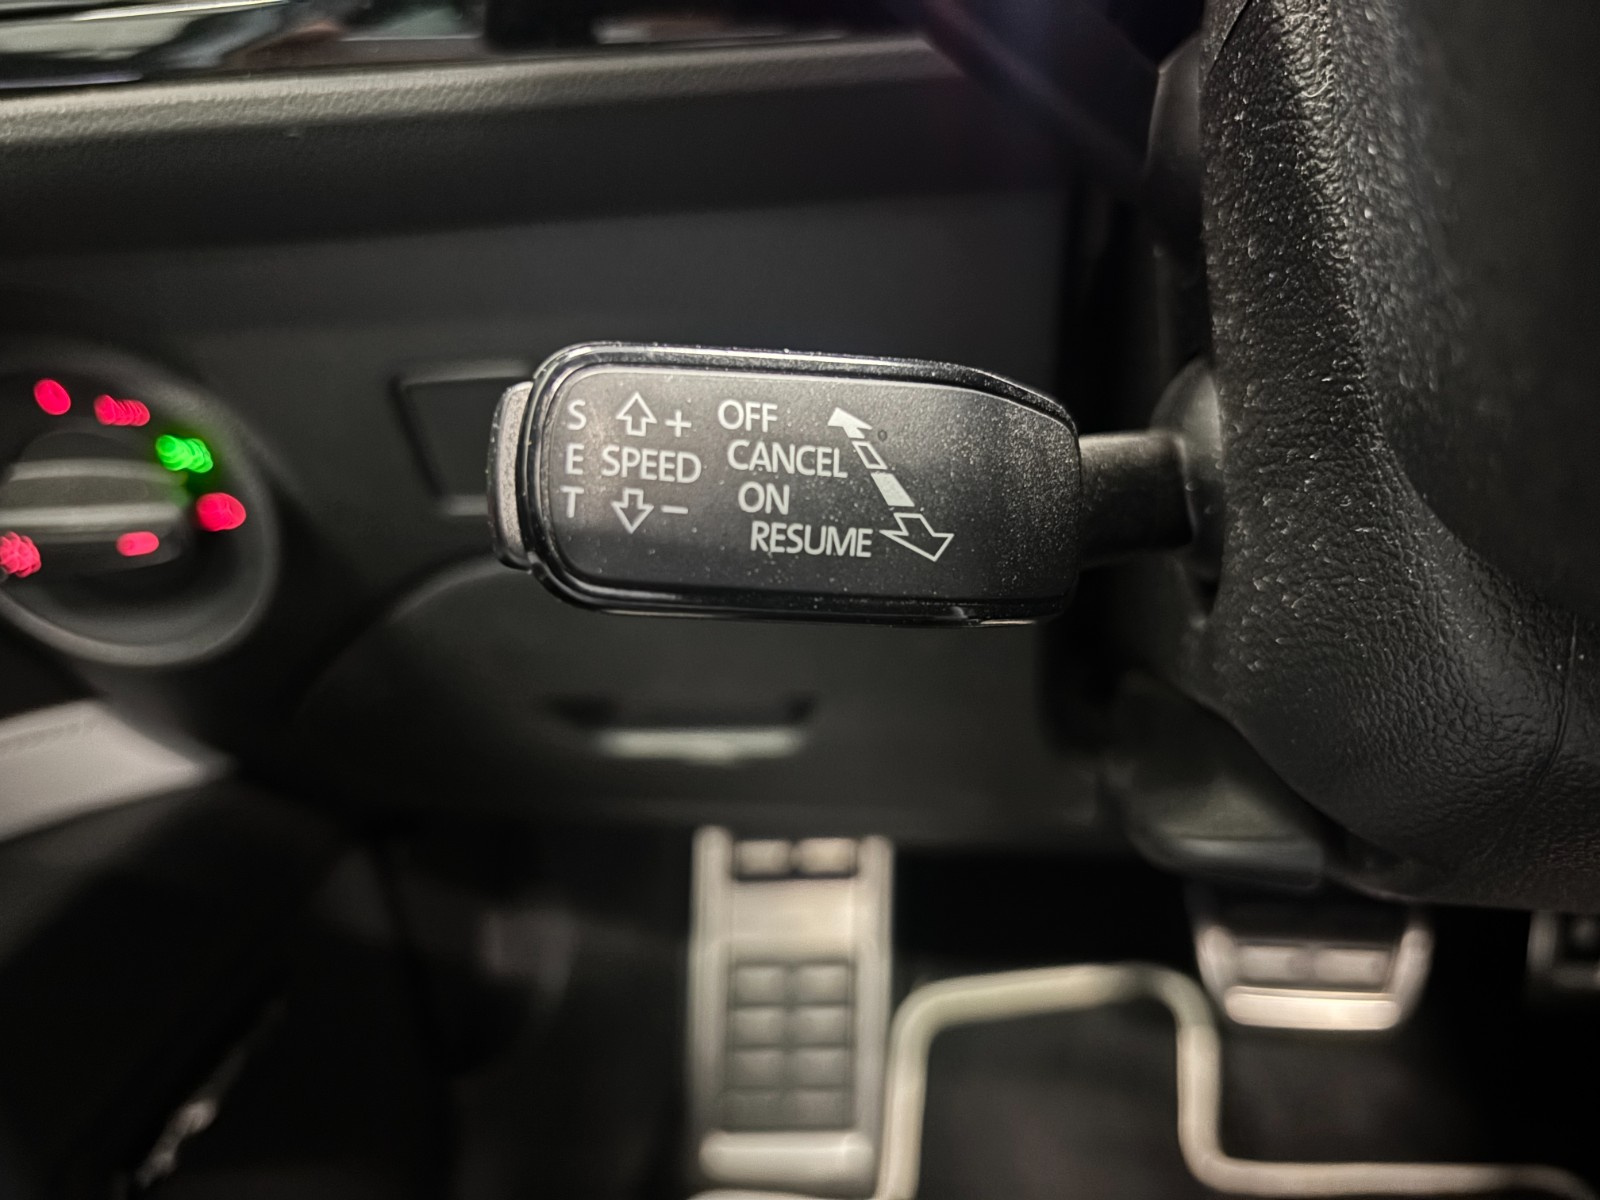 S + OFF
E SPEED CANCEL
T - ON
RESUME